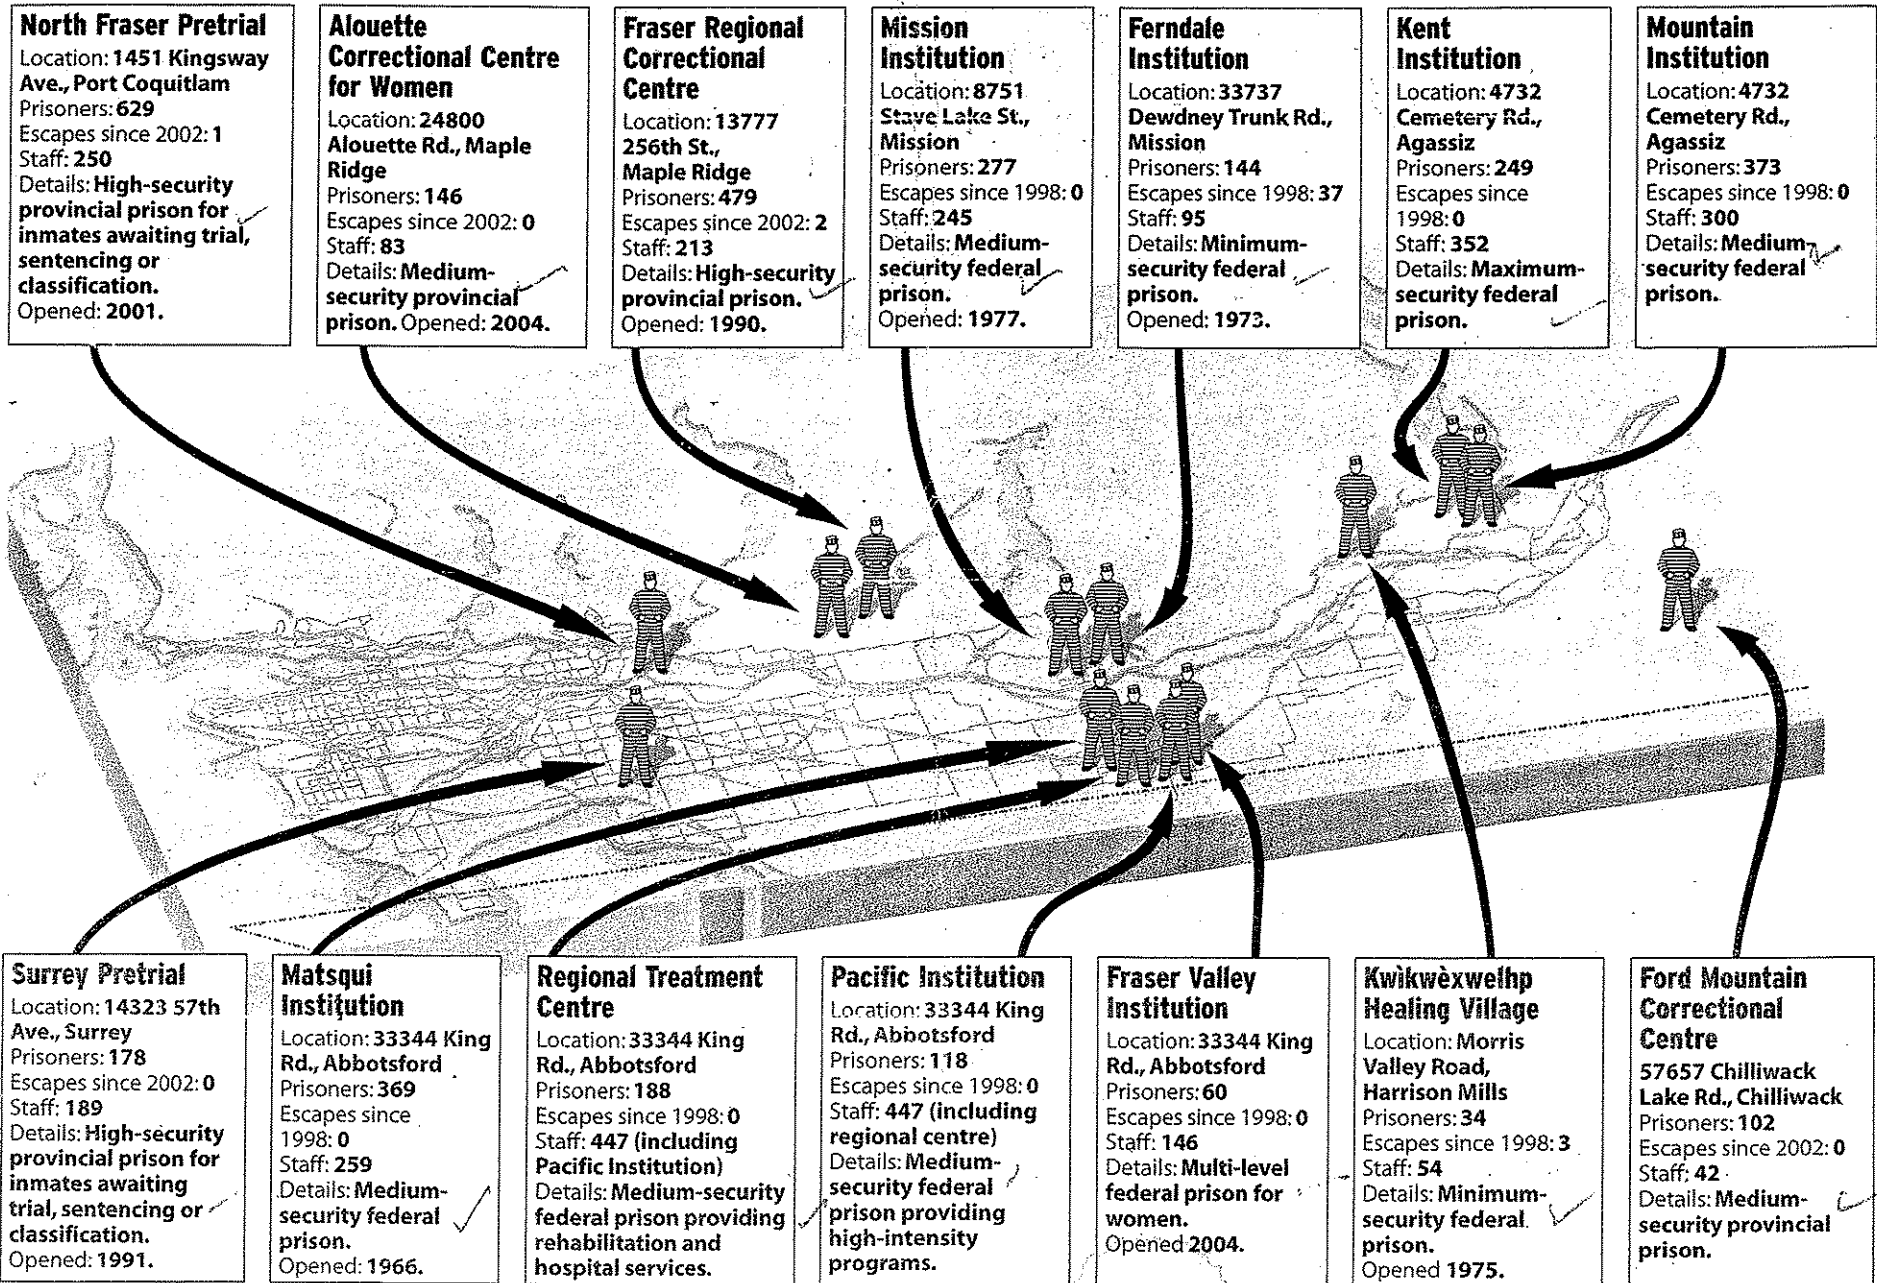 North Fraser Pretrial
Location: 1451 Kingsway
Ave., Port Coquitlam
Prisoners: 629
Escapes since 2002: 1
Staff: 250
Details: High-security
provincial prison for
inmates awaiting trial,
sentencing or
classification.
Opened: 2001.
Alouette
Correctional Centre
for Women
Location: 24800
Alouette Rd., Maple
Ridge
Prisoners: 146
Escapes since 2002: 0
Staff: 83
Details: Medium-
security provincial
prison. Opened: 2004.
Fraser Regional
Correctional
Centre
Location: 13777
256th St.,
Maple Ridge
Prisoners: 479
Escapes since 2002: 2
Staff: 213
Details: High-security
provincial prison.
Opened: 1990.
Mission
Institution
Location: 8751
Stave Lake St.,
Mission
Prisoners: 277
Escapes since 1998: 0
Staff: 245
Details: Medium-
security federal
prison.
Opened: 1977.
Ferndale
Institution
Location: 33737
Dewdney Trunk Rd.,
Mission
Prisoners: 144
Escapes since 1998: 37
Staff: 95
Details: Minimum-
security federal
prison.
Opened: 1973.
Kent
Institution
Location: 4732
Cemetery Rd.,
Agassiz
Prisoners: 249
Escapes since
1998: 0
Staff: 352
Details: Maximum-
security federal
prison.
Mountain
Institution
Location: 4732
Cemetery Rd.,
Agassiz
Prisoners: 373
Escapes since 1998: 0
Staff: 300
Details: Medium-
security federal
prison.
Surrey Pretrial
Location: 14323 57th
Ave., Surrey
Prisoners: 178
Escapes since 2002: 0
Staff: 189
Details: High-security
provincial prison for
inmates awaiting
trial, sentencing or
classification.
Opened: 1991.
Matsqui
Institution
Location: 33344 King
Rd., Abbotsford
Prisoners: 369
Escapes since
1998: 0
Staff: 259
Details: Medium-
security federal
prison.
Opened: 1966.
Regional Treatment
Centre
Location: 33344 King
Rd., Abbotsford
Prisoners: 188
Escapes since 1998: 0
Staff: 447 (including
Pacific Institution)
Details: Medium-security
federal prison providing
rehabilitation and
hospital services.
Pacific Institution
Location: 33344 King
Rd., Abbotsford
Prisoners: 118
Escapes since 1998: 0
Staff: 447 (including
regional centre)
Details: Medium-
security federal
prison providing
high-intensity
programs.
Fraser Valley
Institution
Location: 33344 King
Rd., Abbotsford
Prisoners: 60
Escapes since 1998: 0
Staff: 146
Details: Multi-level
federal prison for
women.
Opened 2004.
Kwìkwèxwelhp
Healing Village
Location: Morris
Valley Road,
Harrison Mills
Prisoners: 34
Escapes since 1998: 3
Staff: 54
Details: Minimum-
security federal
prison.
Opened 1975.
Ford Mountain
Correctional
Centre
57657 Chilliwack
Lake Rd., Chilliwack
Prisoners: 102
Escapes since 2002: 0
Staff: 42
Details: Medium-
security provincial
prison.